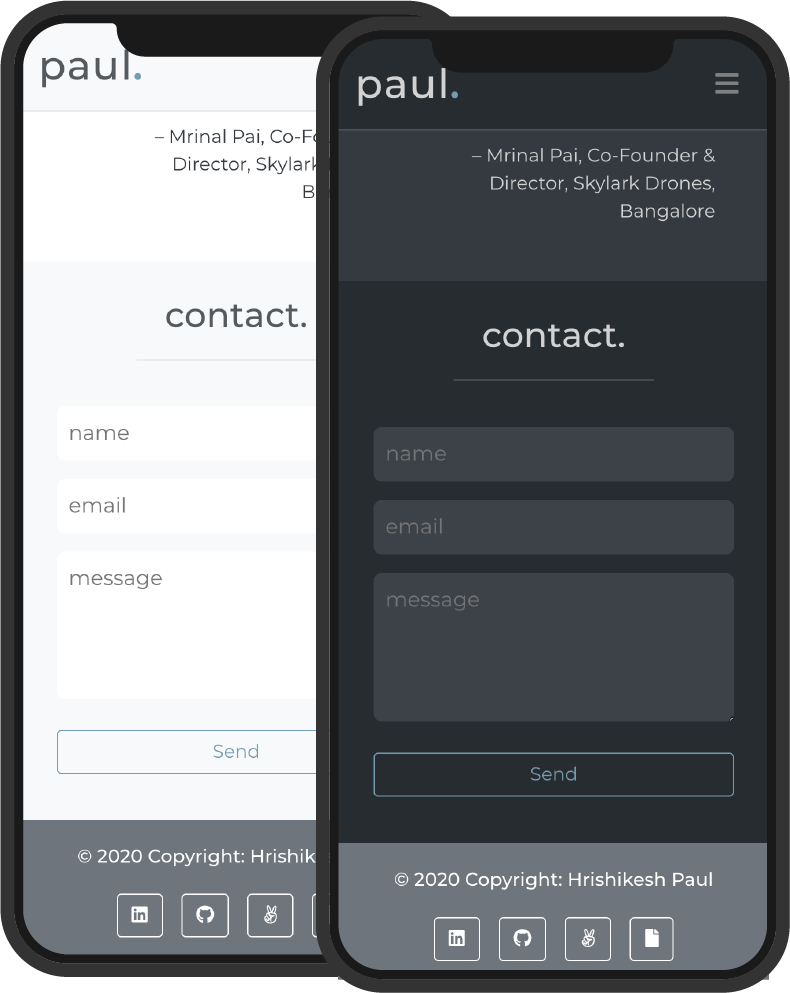 paul.
– Mrinal Pai, Co-Fo
Director, Skylark
B
contact.
name
email
message
Send
© 2020 Copyright: Hrishik
paul.
– Mrinal Pai, Co-Founder &
Director, Skylark Drones,
Bangalore
contact.
name
email
message
Send
© 2020 Copyright: Hrishikesh Paul